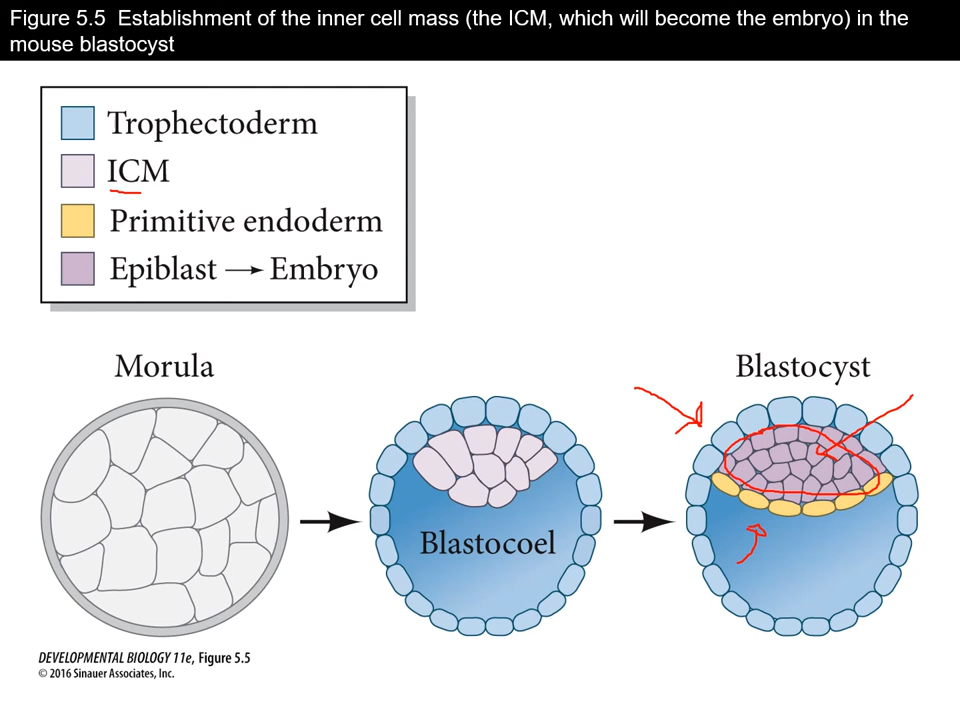 Figure 5.5  Establishment of the inner cell mass (the ICM, which will become the embryo) in the
mouse blastocyst
Trophectoderm
ICM
Primitive endoderm
Epiblast → Embryo
Morula
Blastocyst
Blastocoel
DEVELOPMENTAL BIOLOGY 11e, Figure 5.5
© 2016 Sinauer Associates, Inc.